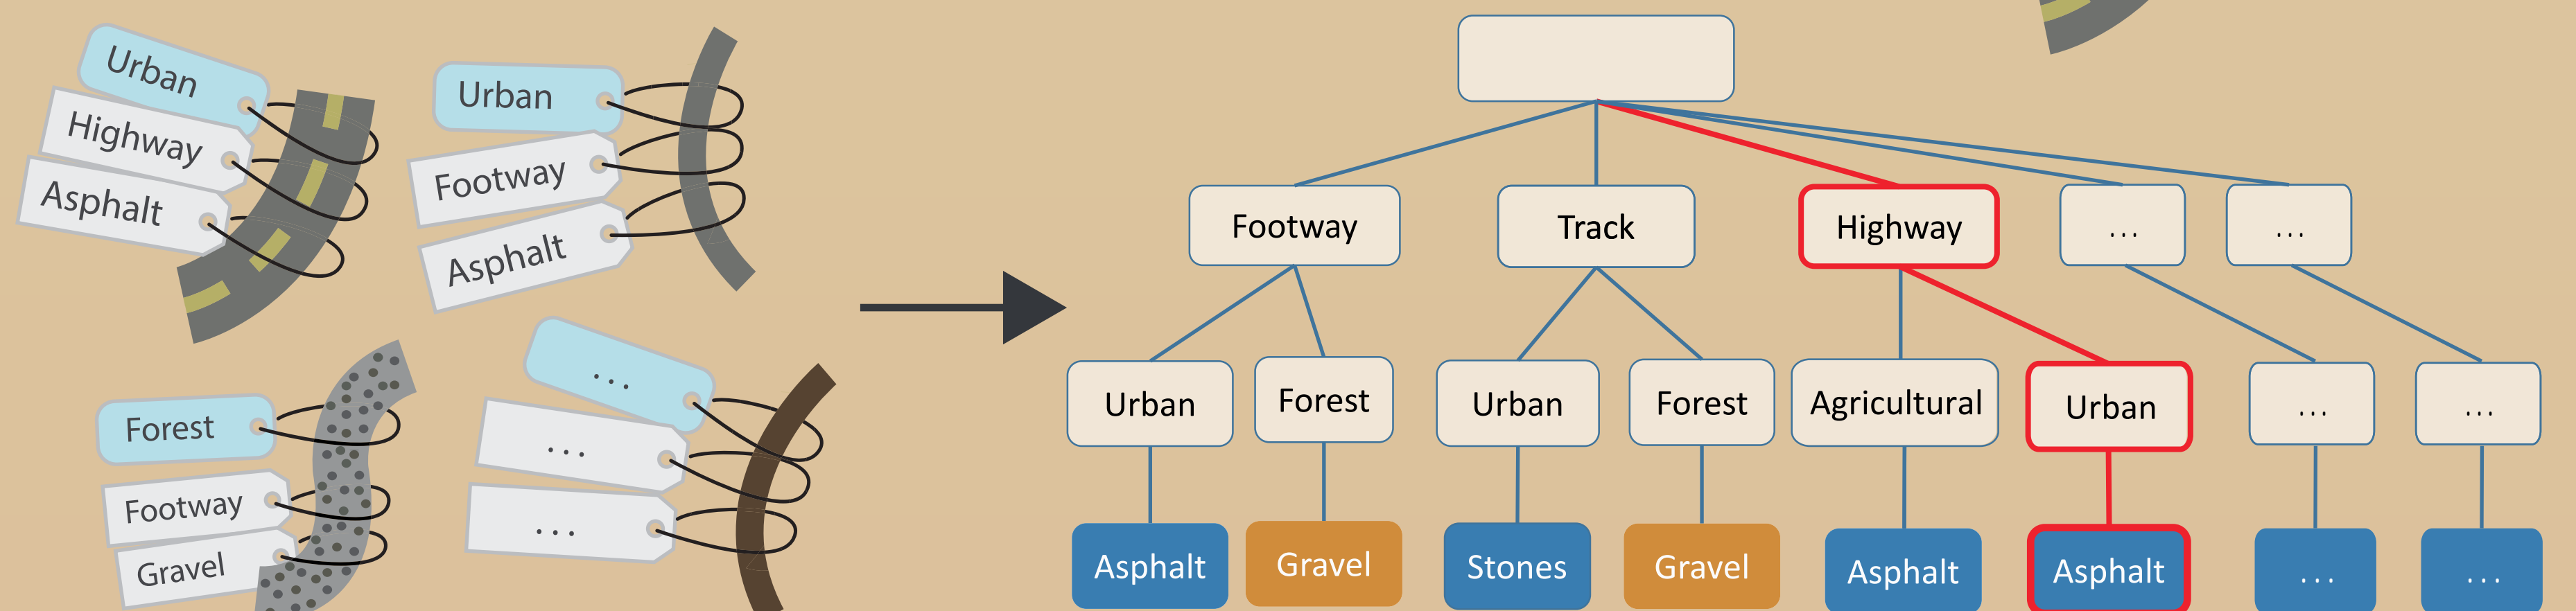 Urban
Highway
Asphalt
Urban
Footway
Asphalt
Forest
Footway
Gravel
...
...
...
Footway Track Highway ... ...
Urban Forest Urban Forest Agricultural Urban ... ...
Asphalt Gravel Stones Gravel Asphalt Asphalt ... ...